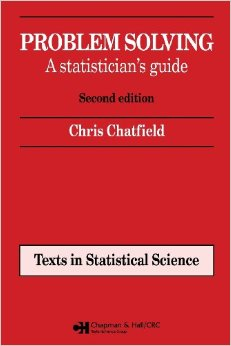 PROBLEM SOLVING
A statistician's guide
Second edition
Chris Chatfield
Texts in Statistical Science
Chapman & Hall/CRC